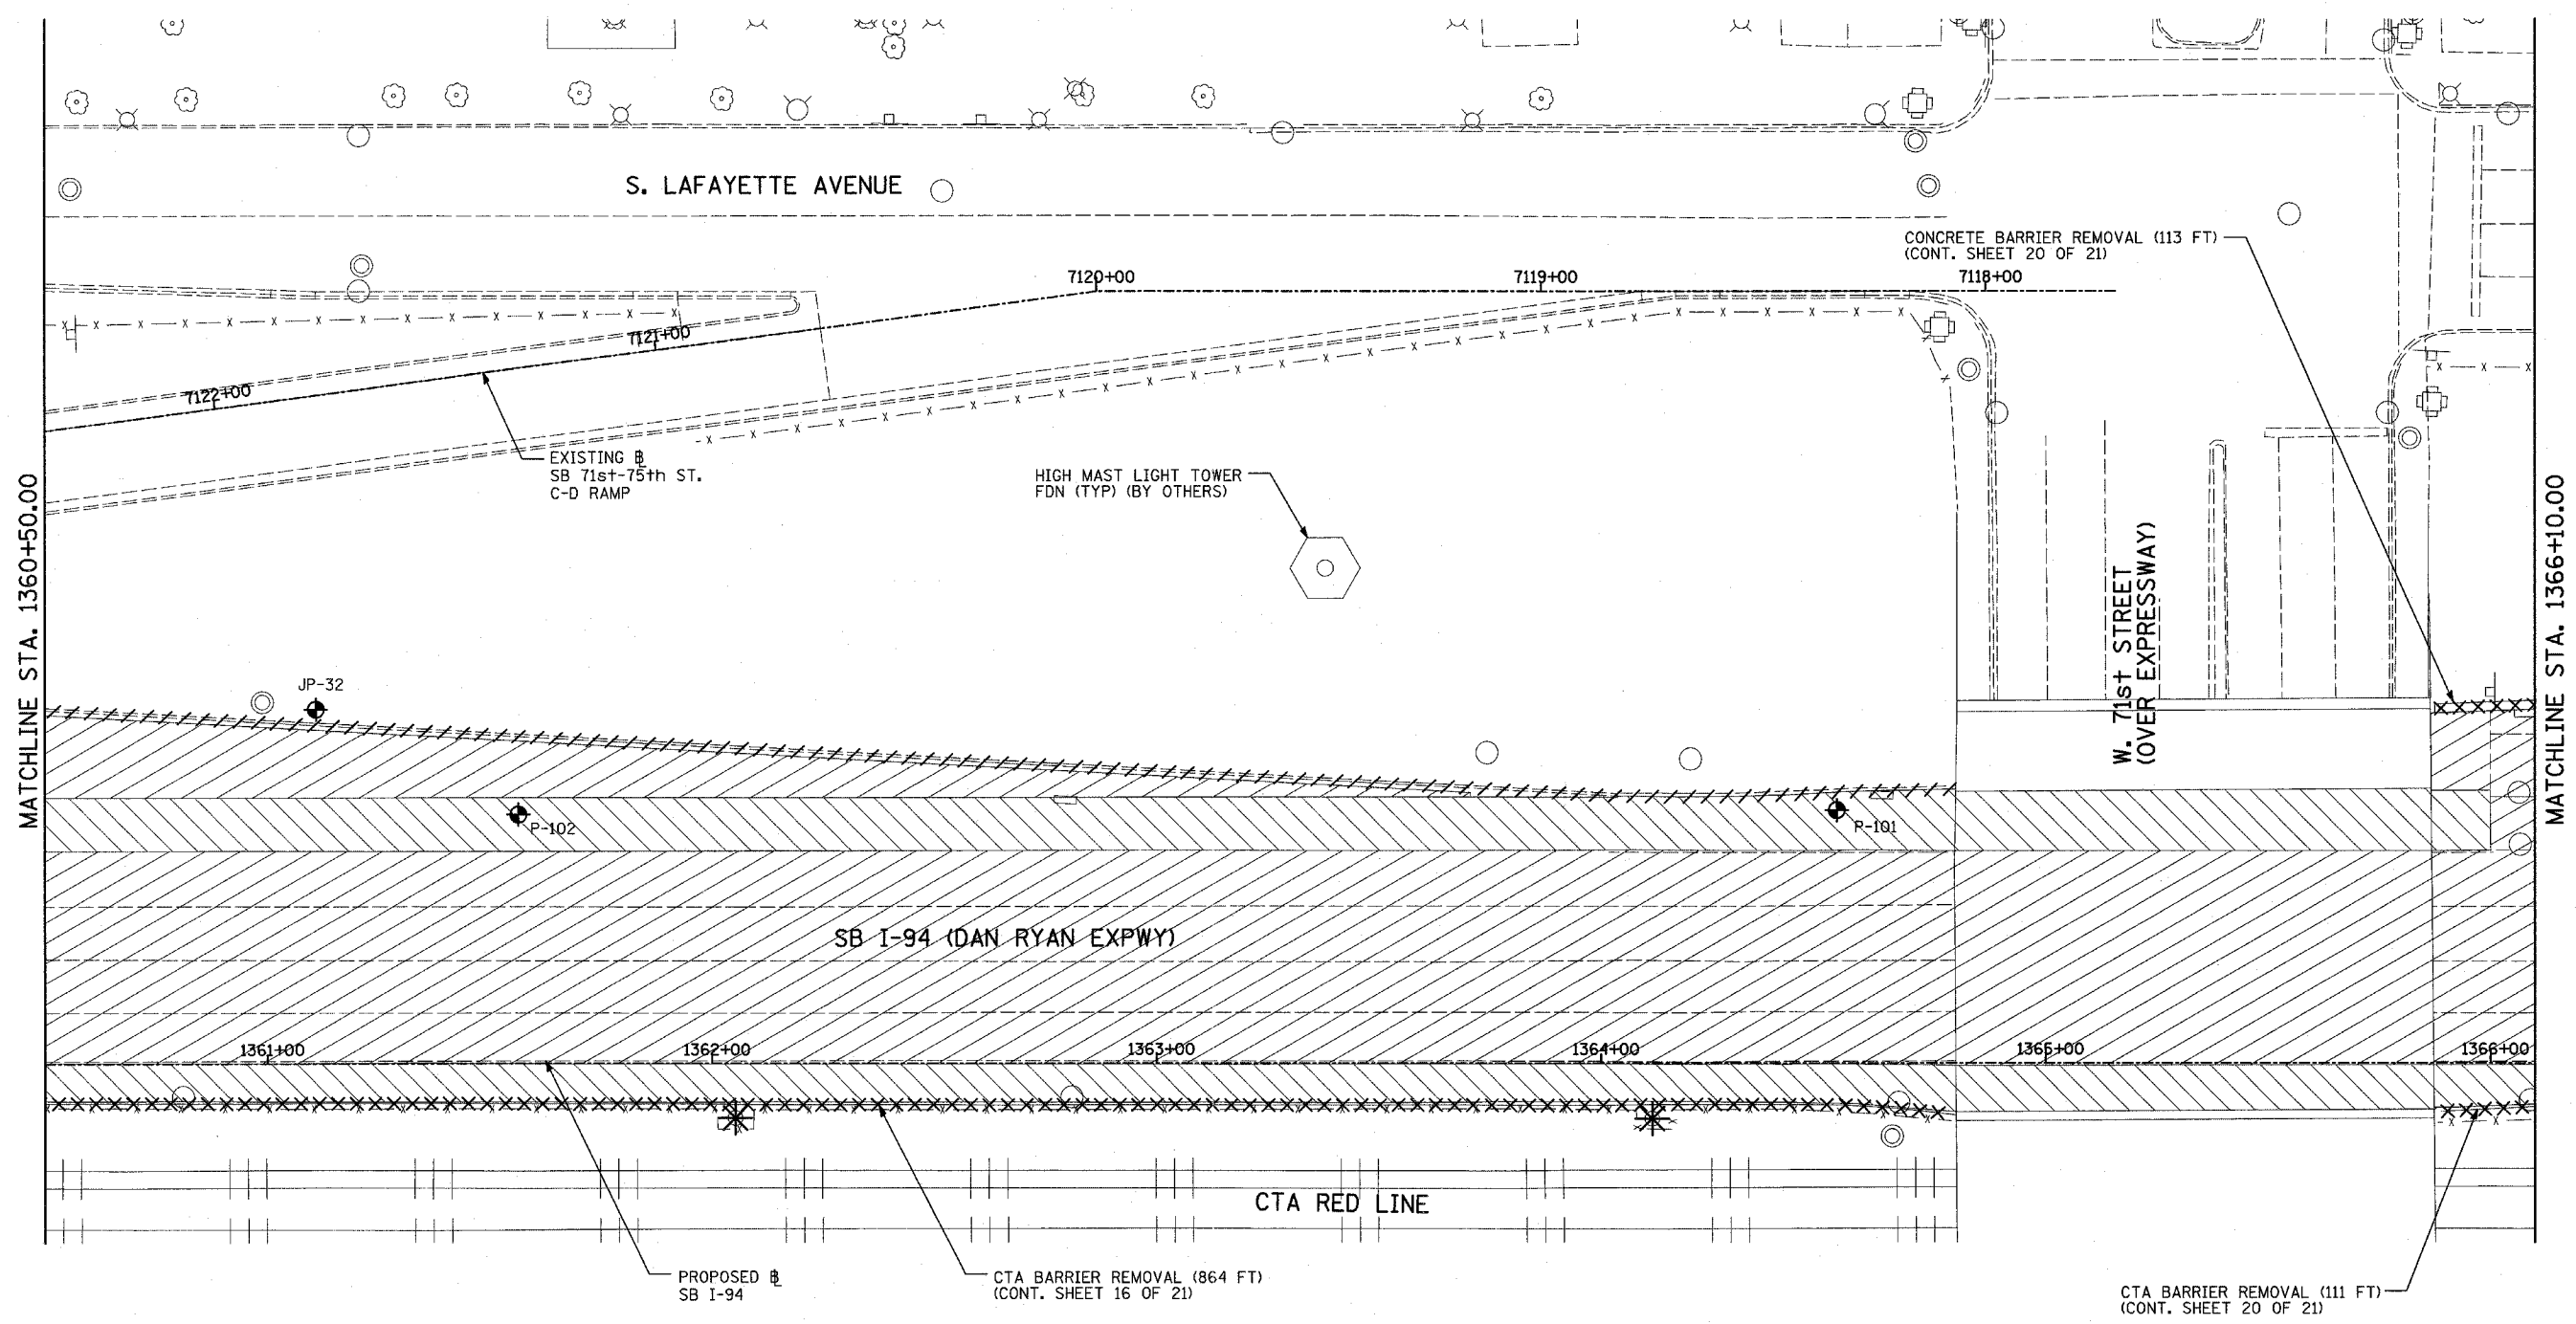 S. LAFAYETTE AVENUE
CONCRETE BARRIER REMOVAL (113 FT)
(CONT. SHEET 20 OF 21)
7120+00
7119+00
7118+00
7121+00
7122+00
EXISTING ℄
SB 71st-75th ST.
C-D RAMP
HIGH MAST LIGHT TOWER
FDN (TYP) (BY OTHERS)
MATCHLINE STA. 1360+50.00
MATCHLINE STA. 1366+10.00
W. 71st STREET
(OVER EXPRESSWAY)
JP-32
P-102
P-101
SB I-94 (DAN RYAN EXPWY)
1361+00
1362+00
1363+00
1364+00
1365+00
1366+00
CTA RED LINE
PROPOSED ℄
SB I-94
CTA BARRIER REMOVAL (864 FT)
(CONT. SHEET 16 OF 21)
CTA BARRIER REMOVAL (111 FT)
(CONT. SHEET 20 OF 21)